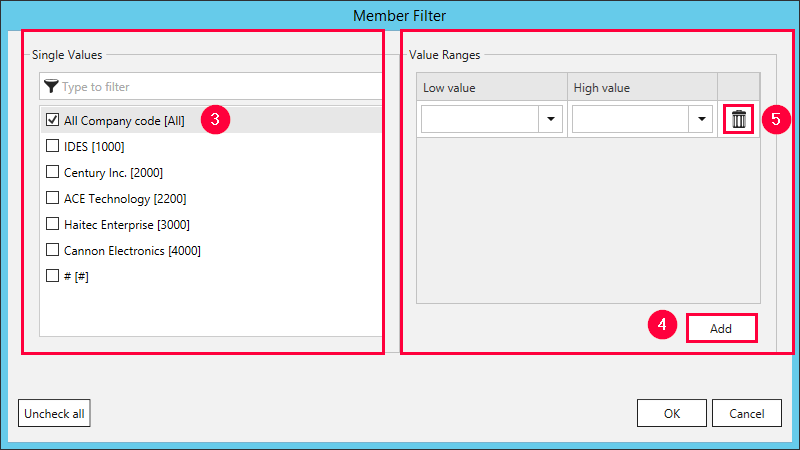 Member Filter
Single Values
Type to filter
All Company code [All]
3
IDES [1000]
Century Inc. [2000]
ACE Technology [2200]
Haitec Enterprise [3000]
Cannon Electronics [4000]
# [#]
Value Ranges
Low value
High value
5
4
Add
Uncheck all
OK
Cancel